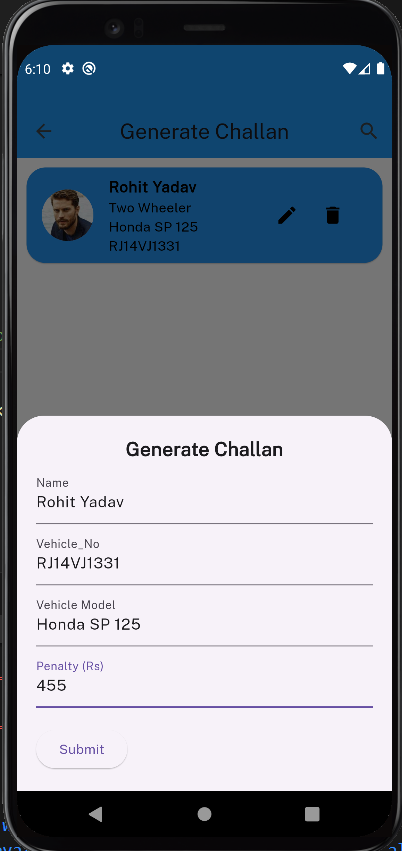 6:10
Generate Challan
Rohit Yadav
Two Wheeler
Honda SP 125
RJ14VJ1331
Generate Challan
Name
Rohit Yadav
Vehicle_No
RJ14VJ1331
Vehicle Model
Honda SP 125
Penalty (Rs)
455
Submit